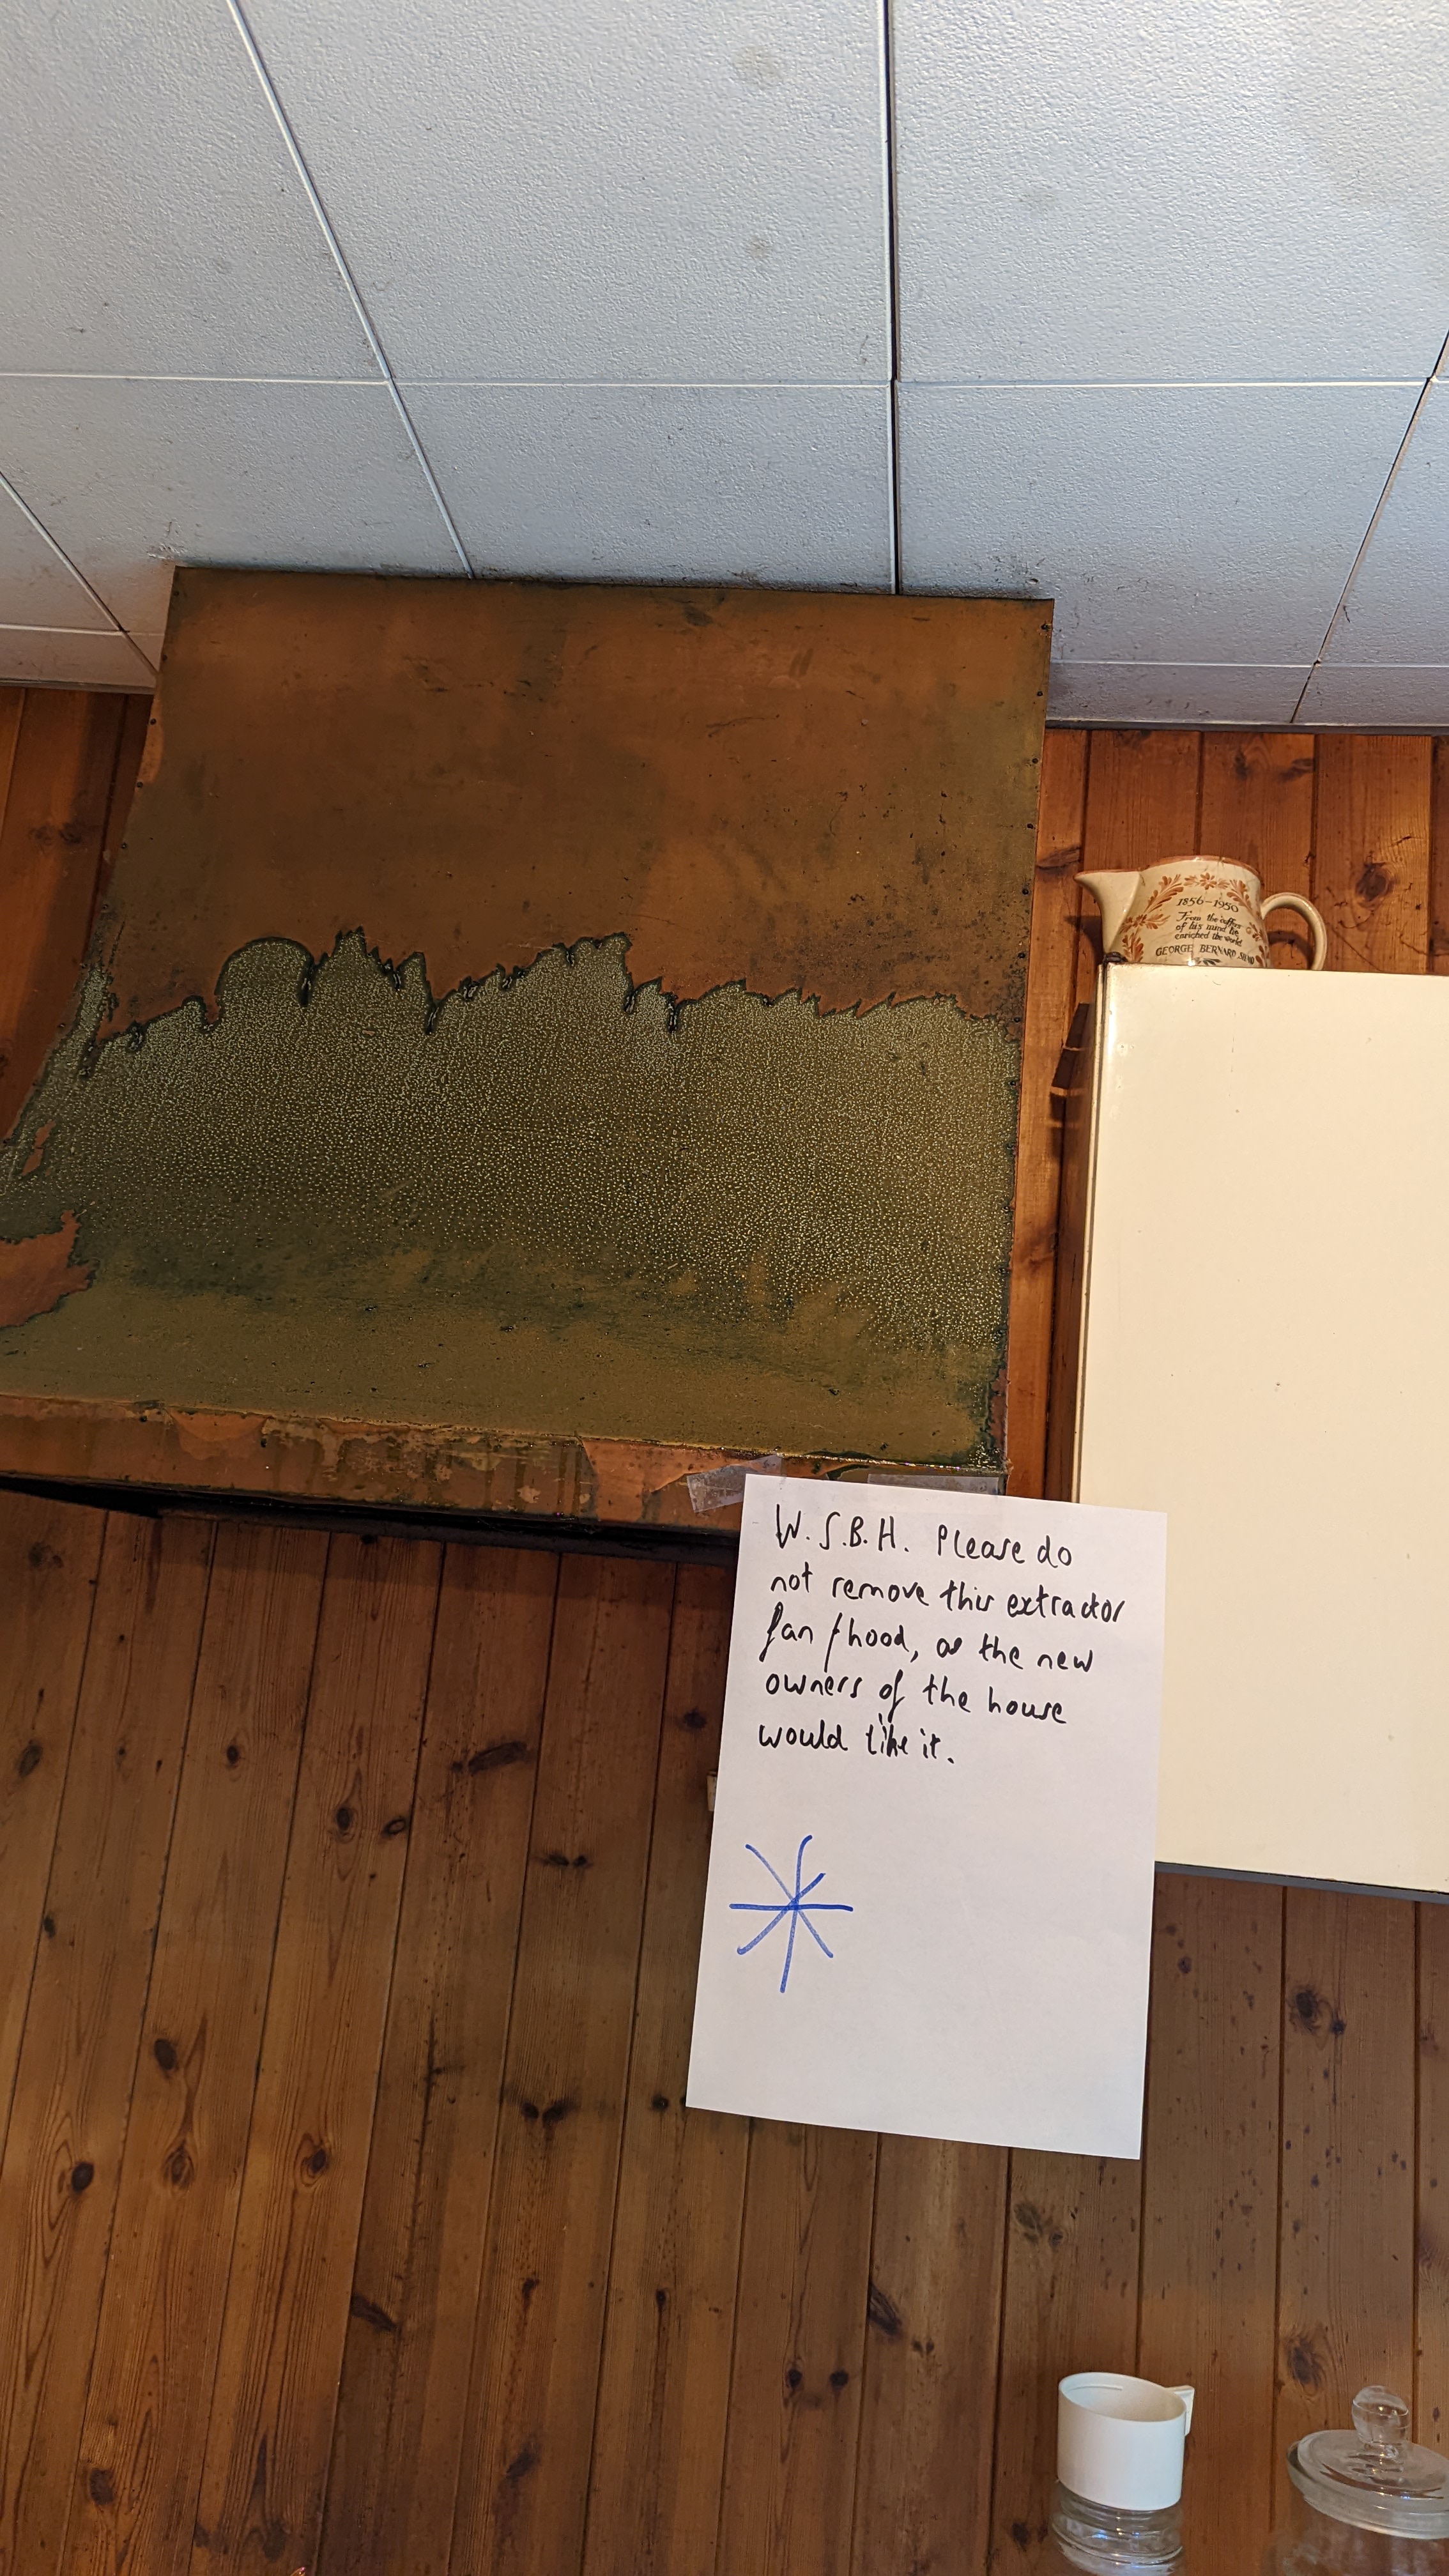 1856–1950
From the coffers
of his mind he
enriched the world
GEORGE BERNARD SHAW
W.S.B.H. Please do
not remove this extractor
fan/hood, as the new
owners of the house
would like it.